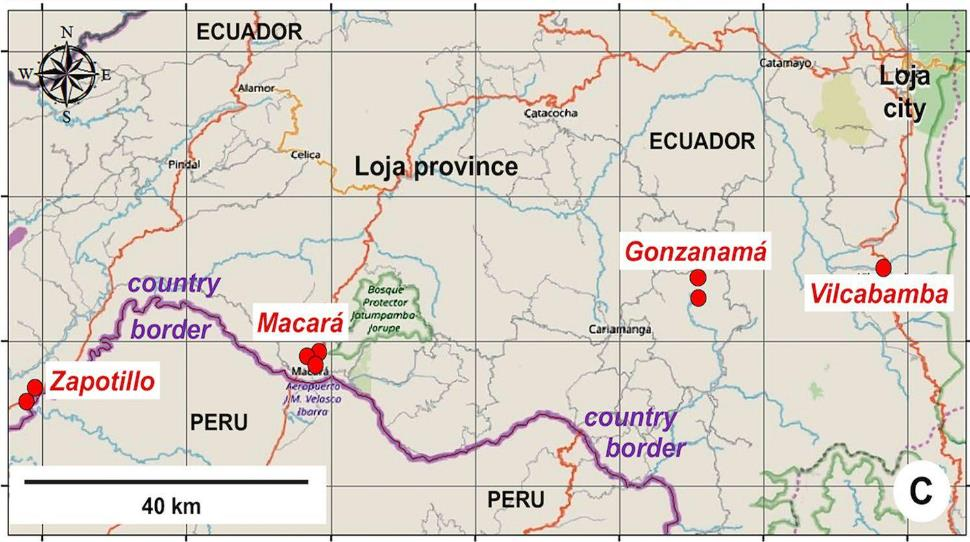 N
W E
S
ECUADOR
Alamor
Catamayo
Loja
city
Catacocha
ECUADOR
Pindal
Celica
Loja province
Gonzanamá
country
border
Vilcabamba
Bosque
Protector
Jatumpamba
Jorupe
Macará
Cariamanga
Macará
Zapotillo
Aeropuerto
J.M. Velasco
Ibarra
PERU
country
border
40 km
PERU
C